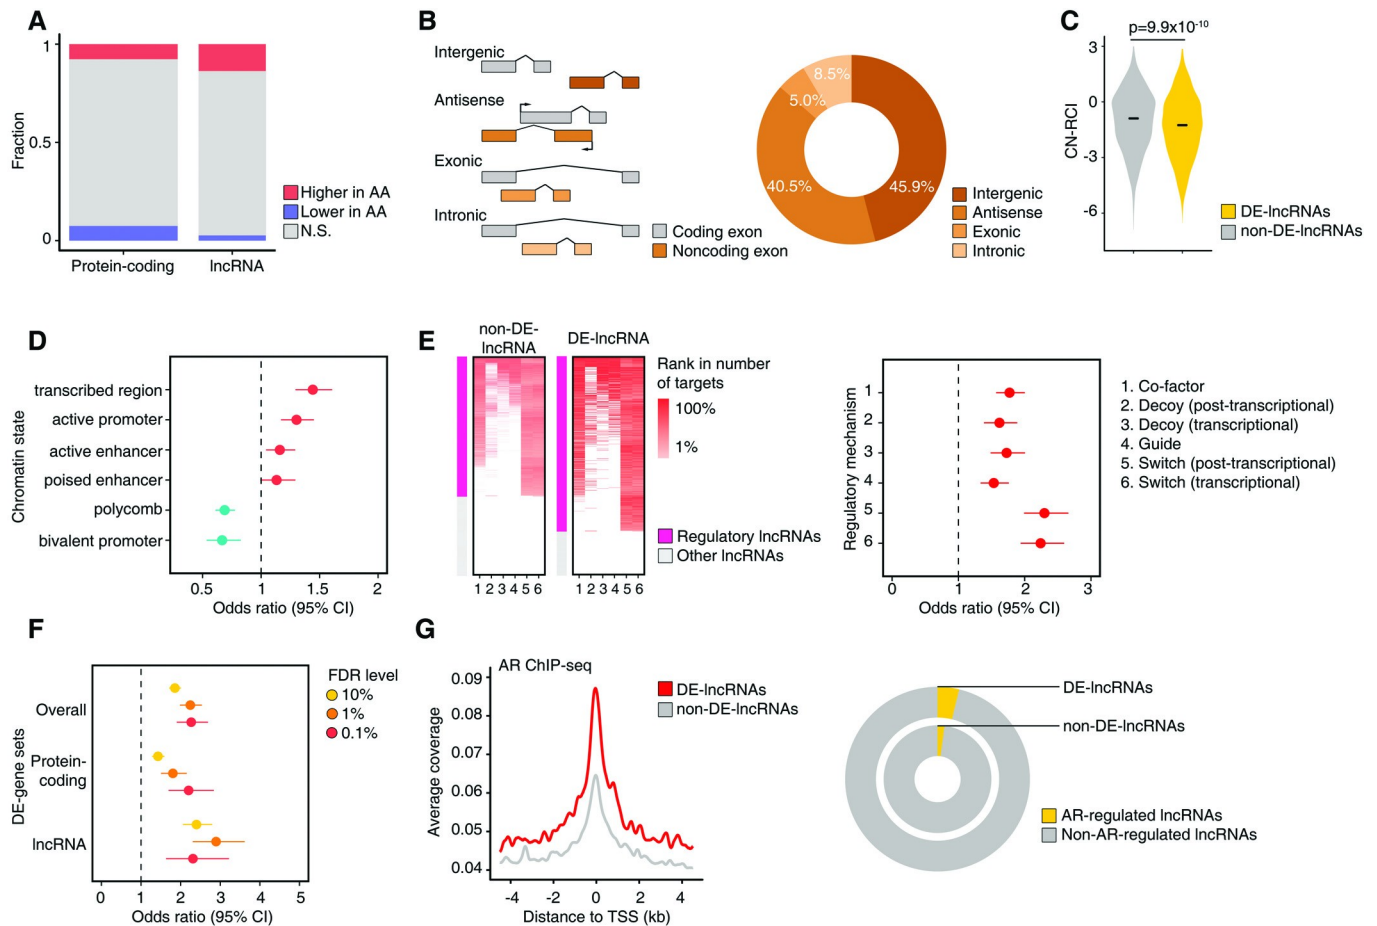 A
1
0.5
0
Fraction
Protein-coding
lncRNA
Higher in AA
Lower in AA
N.S.
B
Intergenic
Antisense
Exonic
Intronic
Coding exon
Noncoding exon
8.5%
5.0%
40.5%
45.9%
Intergenic
Antisense
Exonic
Intronic
C
p=9.9x10-10
3
0
-3
-6
CN-RCI
DE-lncRNAs
non-DE-lncRNAs
D
Chromatin state
transcribed region
active promoter
active enhancer
poised enhancer
polycomb
bivalent promoter
0.5
1
1.5
2
Odds ratio (95% CI)
E
non-DE-
lncRNA
DE-lncRNA
Rank in number
of targets
100%
1%
Regulatory lncRNAs
Other lncRNAs
1 2 3 4 5 6
1 2 3 4 5 6
Regulatory mechanism
1
2
3
4
5
6
0
1
2
3
Odds ratio (95% CI)
1. Co-factor
2. Decoy (post-transcriptional)
3. Decoy (transcriptional)
4. Guide
5. Switch (post-transcriptional)
6. Switch (transcriptional)
F
DE-gene sets
Overall
Protein-
coding
lncRNA
0
1
2
3
4
5
Odds ratio (95% CI)
FDR level
10%
1%
0.1%
G
AR ChIP-seq
0.09
0.08
0.07
0.06
0.05
0.04
Average coverage
-4
-2
0
2
4
Distance to TSS (kb)
DE-lncRNAs
non-DE-lncRNAs
DE-lncRNAs
non-DE-lncRNAs
AR-regulated lncRNAs
Non-AR-regulated lncRNAs